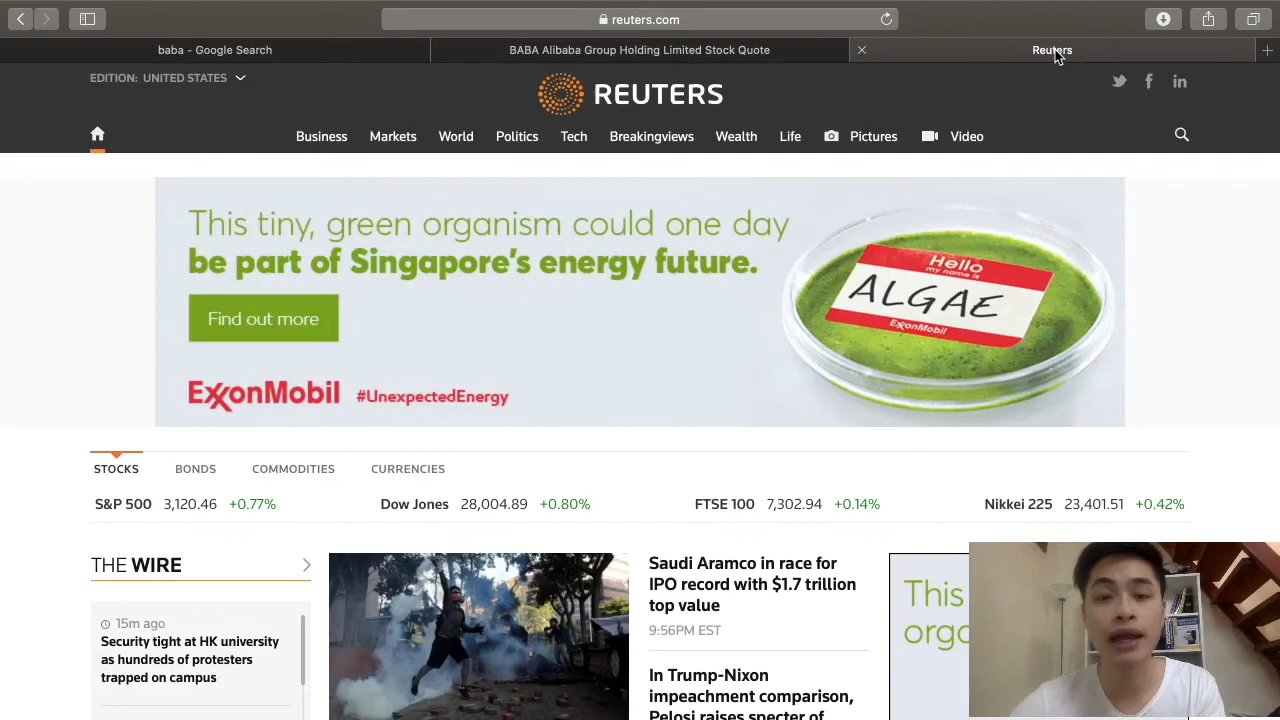 reuters.com
baba - Google Search
BABA Alibaba Group Holding Limited Stock Quote
Reuters
EDITION: UNITED STATES
REUTERS
Business
Markets
World
Politics
Tech
Breakingviews
Wealth
Life
Pictures
Video
This tiny, green organism could one day
be part of Singapore's energy future.
Find out more
ExxonMobil
#UnexpectedEnergy
Hello
my name is
ALGAE
ExxonMobil
STOCKS
BONDS
COMMODITIES
CURRENCIES
S&P 500 3,120.46 +0.77%
Dow Jones 28,004.89 +0.80%
FTSE 100 7,302.94 +0.14%
Nikkei 225 23,401.51 +0.42%
THE WIRE
15m ago
Security tight at HK university
as hundreds of protesters
trapped on campus
Saudi Aramco in race for
IPO record with $1.7 trillion
top value
9:56PM EST
In Trump-Nixon
impeachment comparison,
Pelosi raises specter of
This
orga